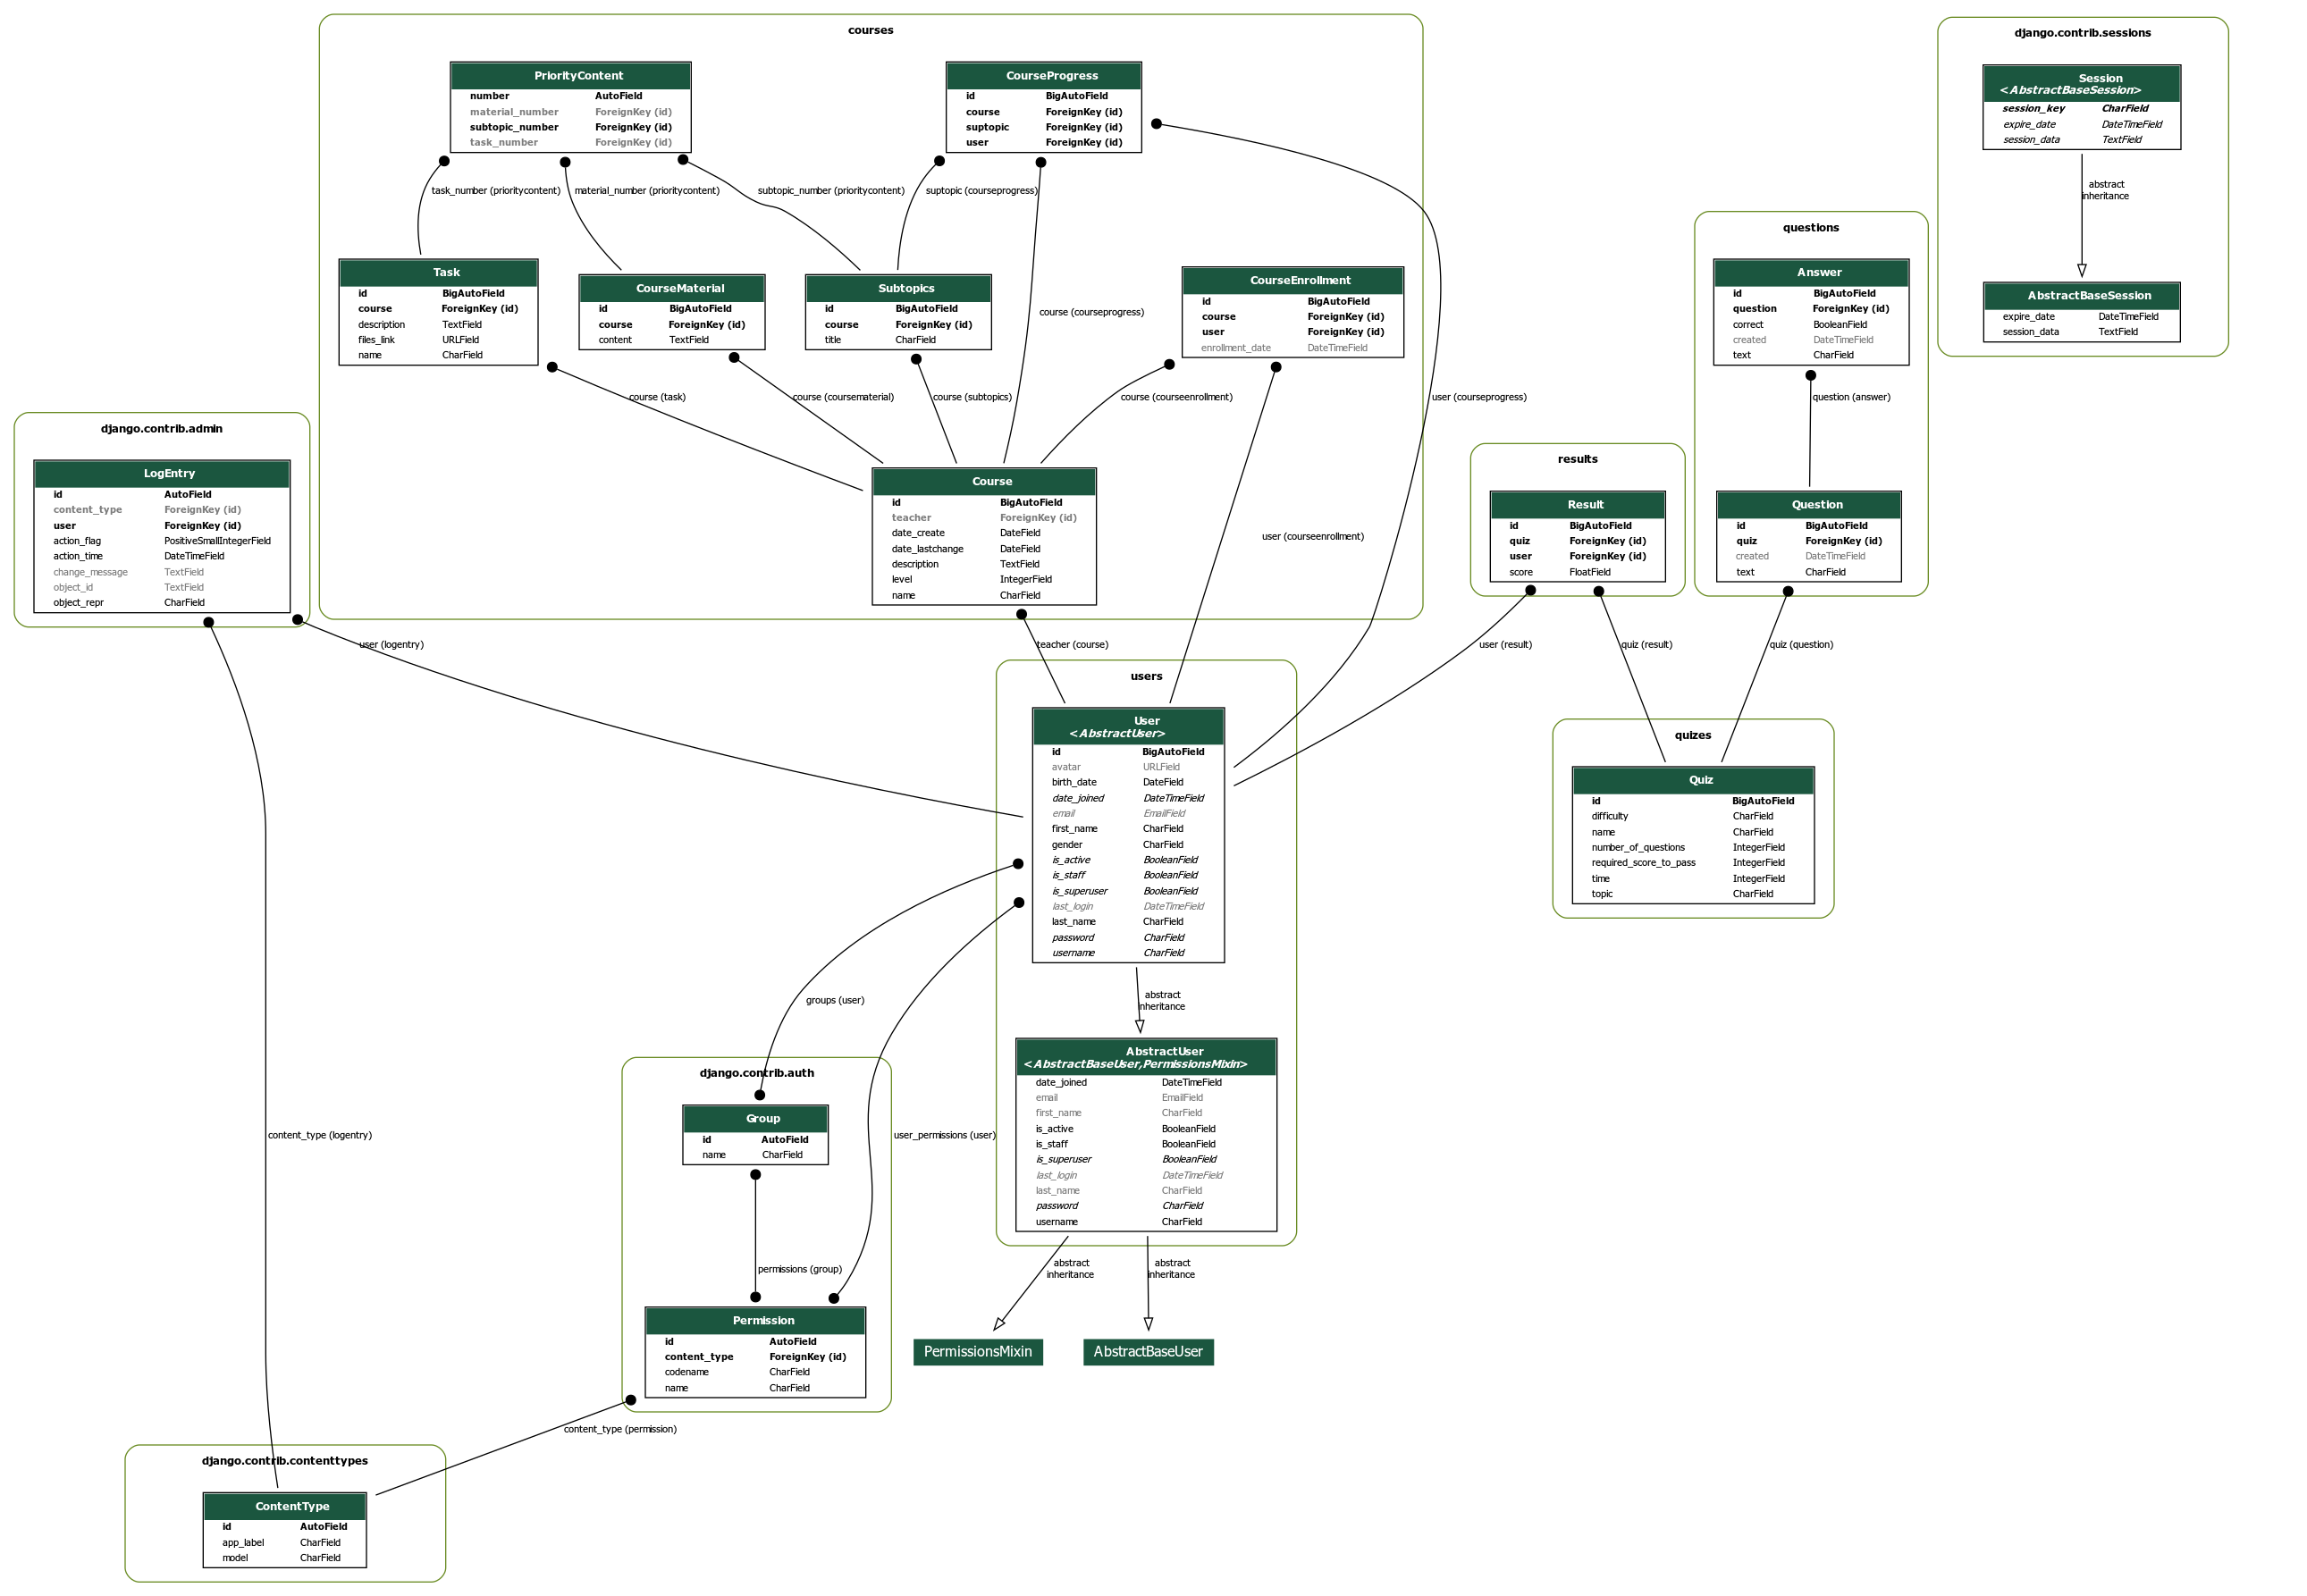 courses
PriorityContent
number AutoField
material_number ForeignKey (id)
subtopic_number ForeignKey (id)
task_number ForeignKey (id)
CourseProgress
id BigAutoField
course ForeignKey (id)
suptopic ForeignKey (id)
user ForeignKey (id)
task_number (prioritycontent)
material_number (prioritycontent)
subtopic_number (prioritycontent)
suptopic (courseprogress)
Task
id BigAutoField
course ForeignKey (id)
description TextField
files_link URLField
name CharField
CourseMaterial
id BigAutoField
course ForeignKey (id)
content TextField
Subtopics
id BigAutoField
course ForeignKey (id)
title CharField
course (courseprogress)
CourseEnrollment
id BigAutoField
course ForeignKey (id)
user ForeignKey (id)
enrollment_date DateTimeField
course (task)
course (coursematerial)
course (subtopics)
course (courseenrollment)
user (courseprogress)
Course
id BigAutoField
teacher ForeignKey (id)
date_create DateField
date_lastchange DateField
description TextField
level IntegerField
name CharField
user (courseenrollment)
django.contrib.sessions
Session
<AbstractBaseSession>
session_key CharField
expire_date DateTimeField
session_data TextField
abstract
inheritance
AbstractBaseSession
expire_date DateTimeField
session_data TextField
questions
Answer
id BigAutoField
question ForeignKey (id)
correct BooleanField
created DateTimeField
text CharField
question (answer)
Question
id BigAutoField
quiz ForeignKey (id)
created DateTimeField
text CharField
results
Result
id BigAutoField
quiz ForeignKey (id)
user ForeignKey (id)
score FloatField
django.contrib.admin
LogEntry
id AutoField
content_type ForeignKey (id)
user ForeignKey (id)
action_flag PositiveSmallIntegerField
action_time DateTimeField
change_message TextField
object_id TextField
object_repr CharField
user (logentry)
teacher (course)
user (result)
quiz (result)
quiz (question)
users
User
<AbstractUser>
id BigAutoField
avatar URLField
birth_date DateField
date_joined DateTimeField
email EmailField
first_name CharField
gender CharField
is_active BooleanField
is_staff BooleanField
is_superuser BooleanField
last_login DateTimeField
last_name CharField
password CharField
username CharField
quizes
Quiz
id BigAutoField
difficulty CharField
name CharField
number_of_questions IntegerField
required_score_to_pass IntegerField
time IntegerField
topic CharField
groups (user)
abstract
inheritance
AbstractUser
<AbstractBaseUser,PermissionsMixin>
date_joined DateTimeField
email EmailField
first_name CharField
is_active BooleanField
is_staff BooleanField
is_superuser BooleanField
last_login DateTimeField
last_name CharField
password CharField
username CharField
django.contrib.auth
Group
id AutoField
name CharField
content_type (logentry)
user_permissions (user)
permissions (group)
abstract
inheritance
abstract
inheritance
Permission
id AutoField
content_type ForeignKey (id)
codename CharField
name CharField
PermissionsMixin
AbstractBaseUser
content_type (permission)
django.contrib.contenttypes
ContentType
id AutoField
app_label CharField
model CharField